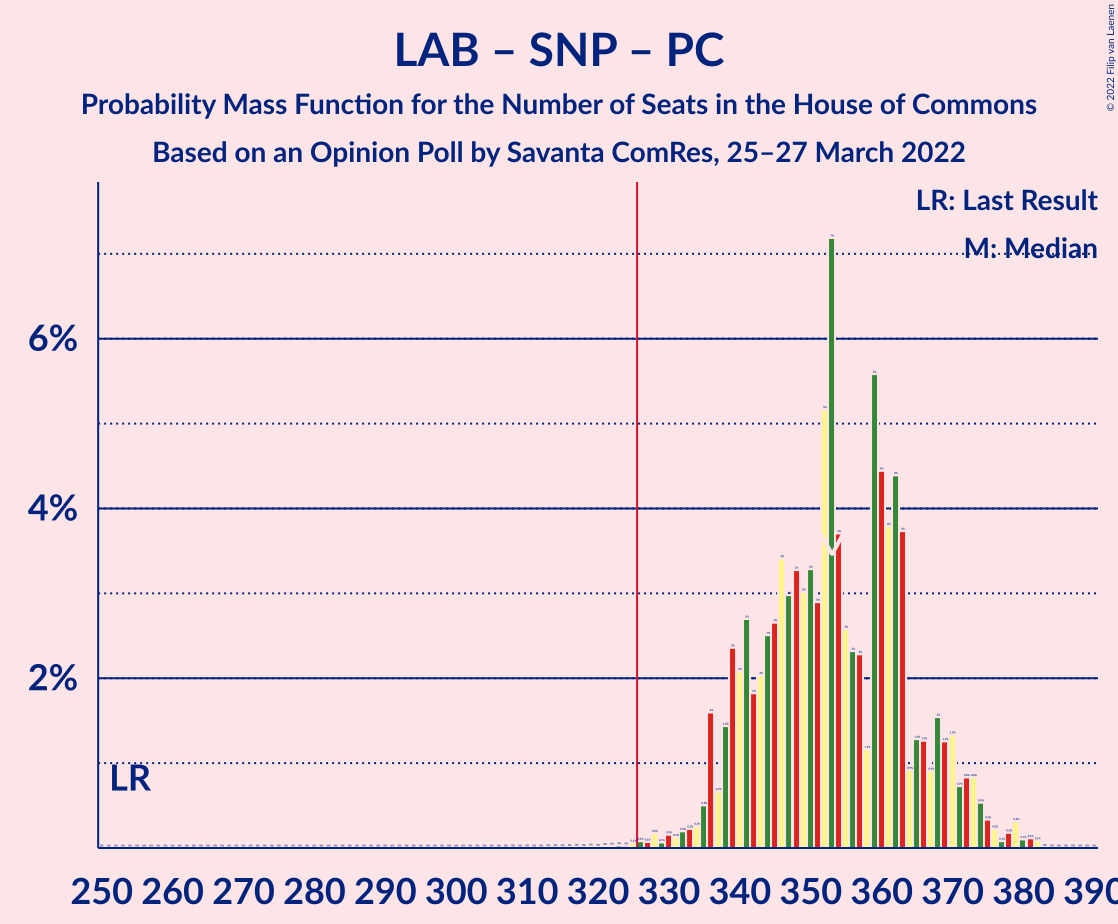 LAB – SNP – PC
Probability Mass Function for the Number of Seats in the House of Commons
Based on an Opinion Poll by Savanta ComRes, 25–27 March 2022
© 2022 Filip van Laenen
LR: Last Result
M: Median
6%
4%
2%
LR
250 260 270 280 290 300 310 320 330 340 350 360 370 380 390